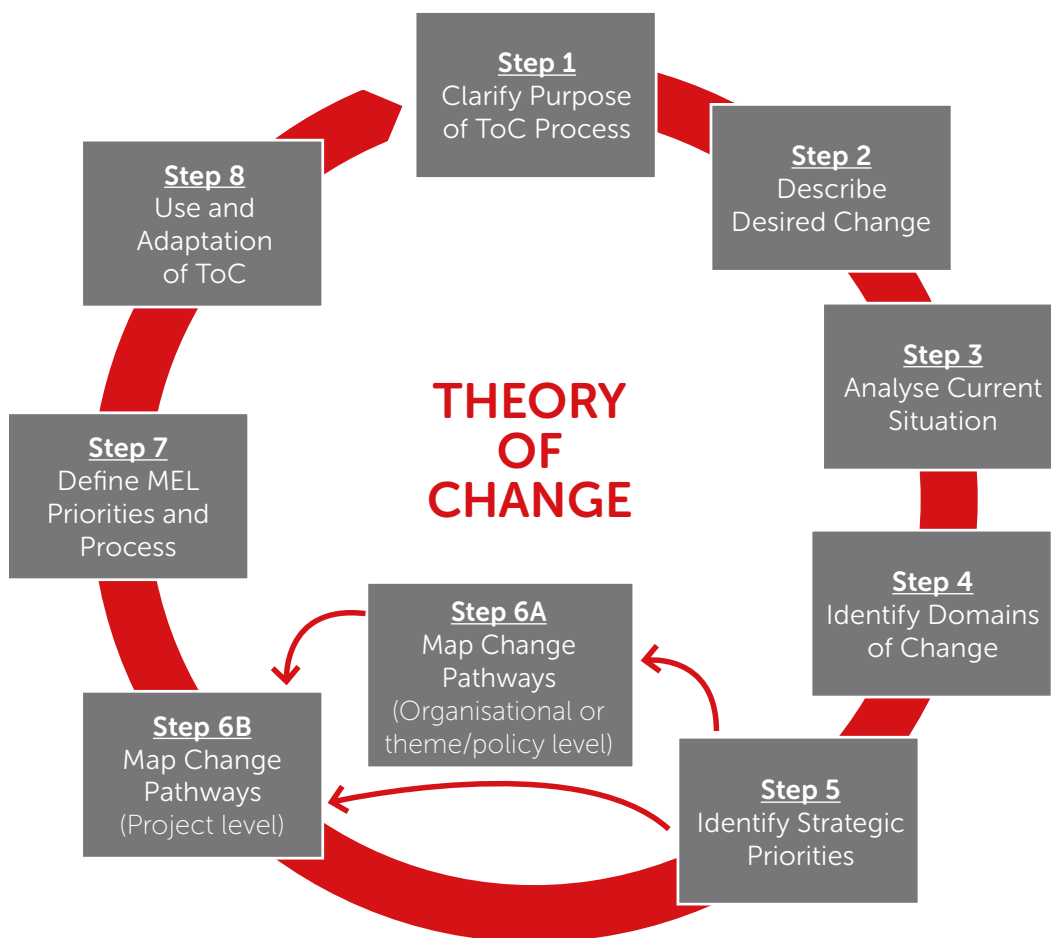 Step 1
Clarify Purpose
of ToC Process
Step 2
Describe
Desired Change
Step 3
Analyse Current
Situation
Step 4
Identify Domains
of Change
Step 5
Identify Strategic
Priorities
Step 6A
Map Change
Pathways
(Organisational or
theme/policy level)
Step 6B
Map Change
Pathways
(Project level)
Step 7
Define MEL
Priorities and
Process
Step 8
Use and
Adaptation
of ToC
THEORY
OF
CHANGE